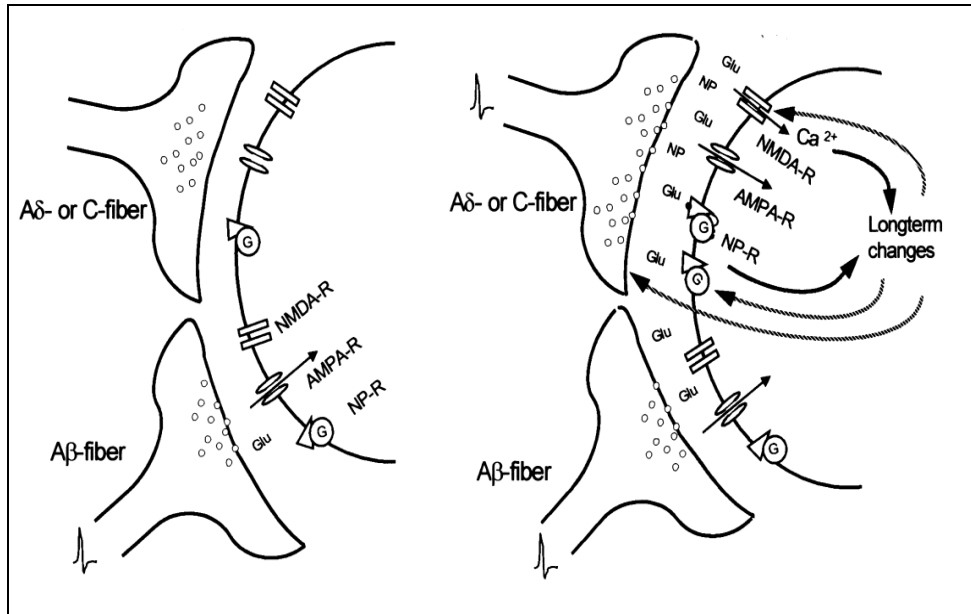 Aδ- or C-fiber
G
NMDA-R
AMPA-R
NP-R
G
Glu
Aβ-fiber
Glu
NP
Glu
Ca 2+
NMDA-R
NP
AMPA-R
Aδ- or C-fiber
Glu
G
NP-R
Longterm
changes
Glu
G
Glu
Glu
G
Aβ-fiber